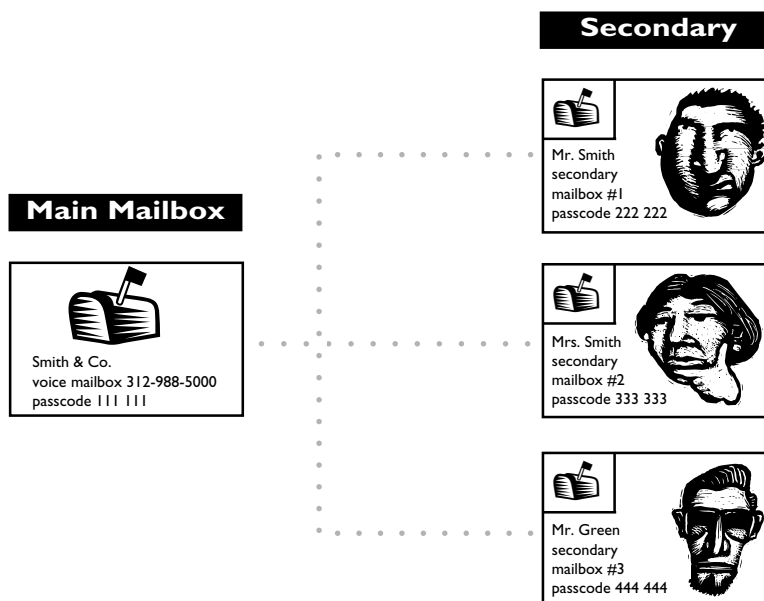 Secondary
Mr. Smith
secondary
mailbox #1
passcode 222 222
Main Mailbox
Smith & Co.
voice mailbox 312-988-5000
passcode 111 111
Mrs. Smith
secondary
mailbox #2
passcode 333 333
Mr. Green
secondary
mailbox #3
passcode 444 444